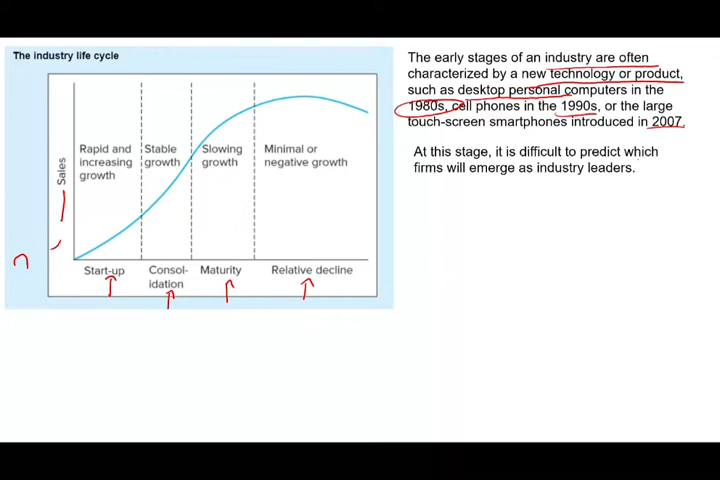 The industry life cycle
The early stages of an industry are often
characterized by a new technology or product,
such as desktop personal computers in the
1980s, cell phones in the 1990s, or the large
touch-screen smartphones introduced in 2007.
At this stage, it is difficult to predict which
firms will emerge as industry leaders.
Sales
Rapid and
increasing
growth
Stable
growth
Slowing
growth
Minimal or
negative growth
Start-up
Consol-
idation
Maturity
Relative decline